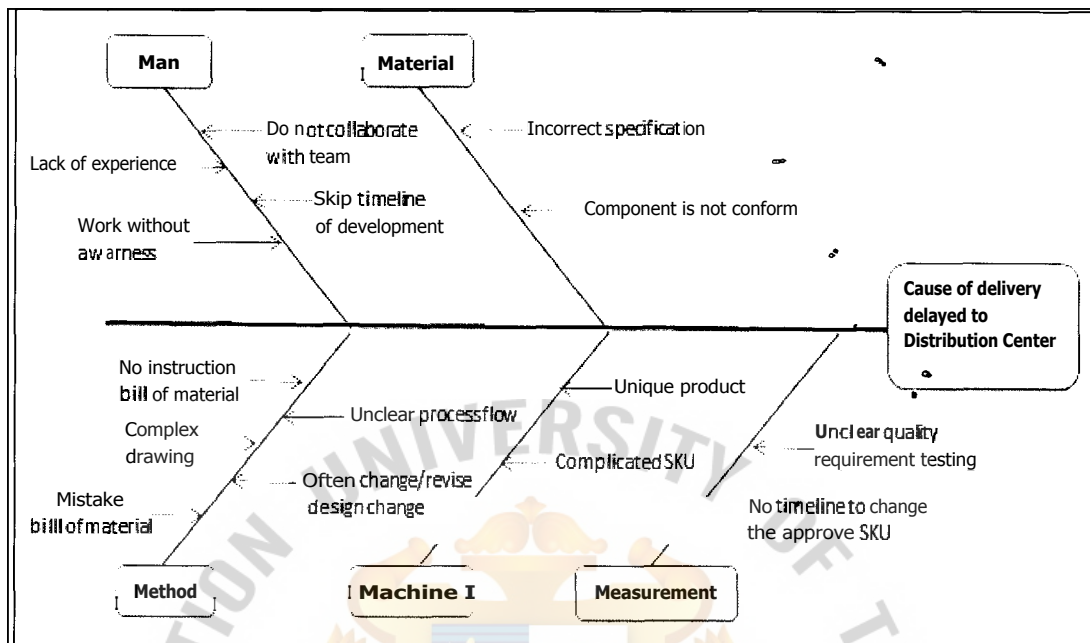 Man
Material
Do not collaborate
with team
Lack of experience
Skip timeline
of development
Work without
awarness
Incorrect specification
Component is not conform
Cause of delivery
delayed to
Distribution Center
No instruction
bill of material
Unclear process flow
Complex
drawing
Often change/revise
design change
Mistake
billl of material
Unique product
Complicated SKU
Unclear quality
requirement testing
No timeline to change
the approve SKU
Method
Machine
Measurement
UNIVERSITY OF T
TION